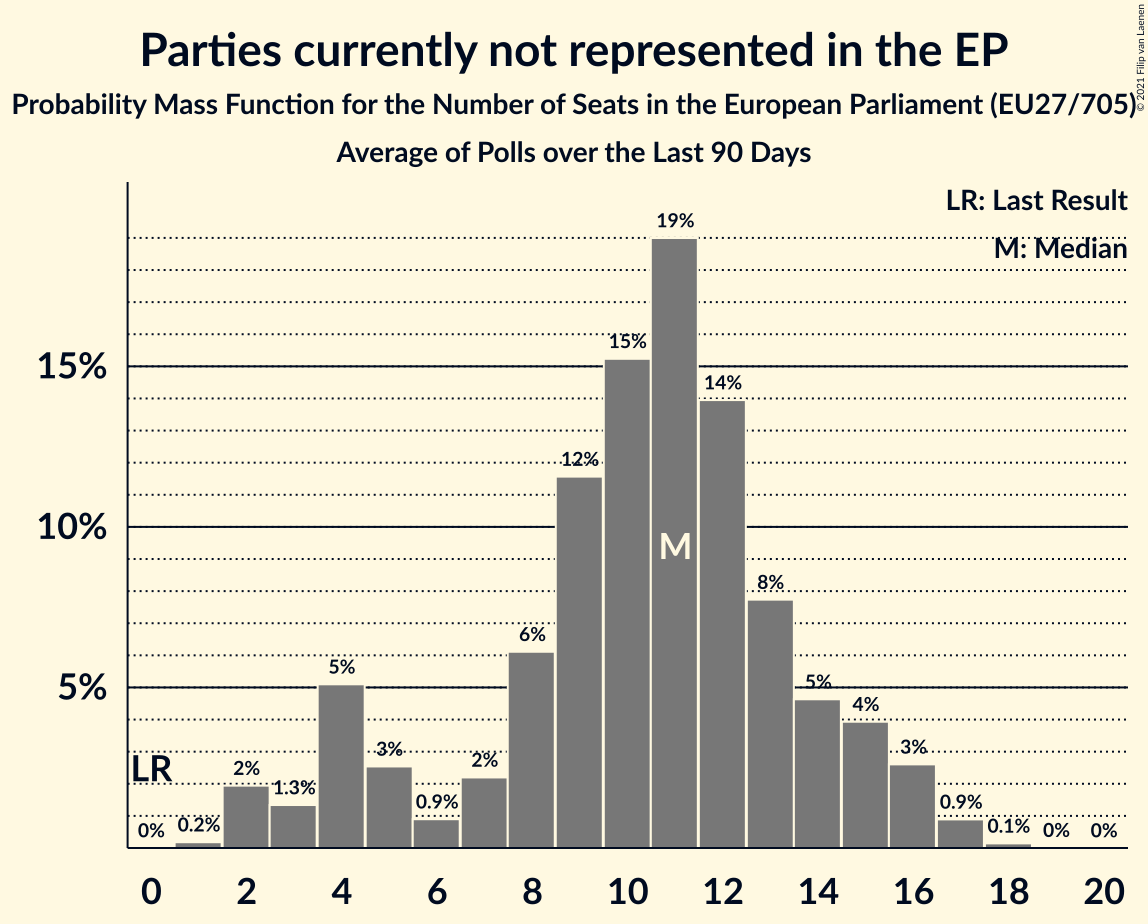 Parties currently not represented in the EP
Probability Mass Function for the Number of Seats in the European Parliament (EU27/705)
Average of Polls over the Last 90 Days
© 2021 Filip van Laenen
LR: Last Result
M: Median
19%
15%
15%
14%
12%
10%
M
8%
6%
5%
5%
5%
4%
LR
3%
3%
2%
2%
1.3%
0.9%
0.9%
0%
0.2%
0.1%
0%
0%
0 2 4 6 8 10 12 14 16 18 20